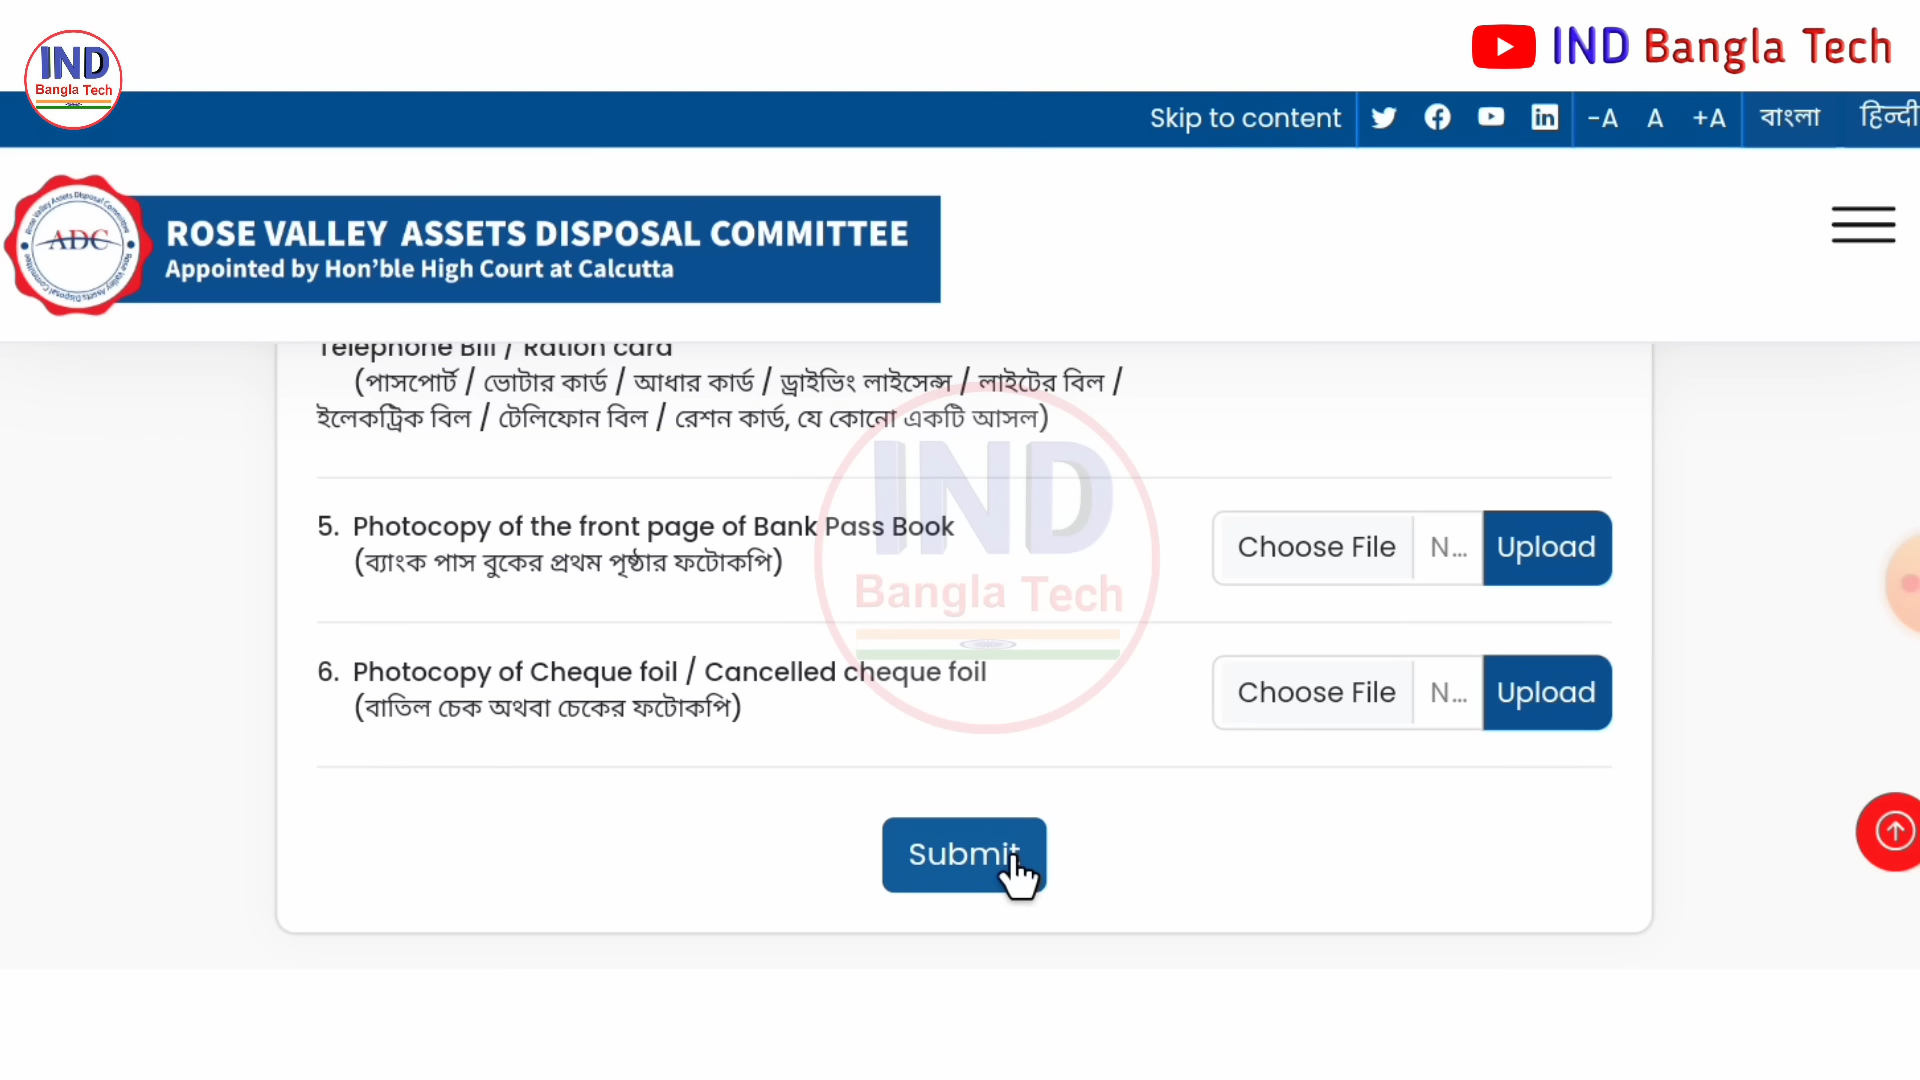 IND
Bangla Tech
IND Bangla Tech
Skip to content
-A A +A বাংলা हिन्दी
ADC
ROSE VALLEY ASSETS DISPOSAL COMMITTEE
Appointed by Hon'ble High Court at Calcutta
Telephone Bill / Ration card
(পাসপোর্ট / ভোটার কার্ড / আধার কার্ড / ড্রাইভিং লাইসেন্স / লাইটের বিল /
ইলেকট্রিক বিল / টেলিফোন বিল / রেশন কার্ড, যে কোনো একটি আসল)
5. Photocopy of the front page of Bank Pass Book
(ব্যাংক পাস বুকের প্রথম পৃষ্ঠার ফটোকপি)
Choose File N... Upload
IND
Bangla Tech
6. Photocopy of Cheque foil / Cancelled cheque foil
(বাতিল চেক অথবা চেকের ফটোকপি)
Choose File N... Upload
Submit